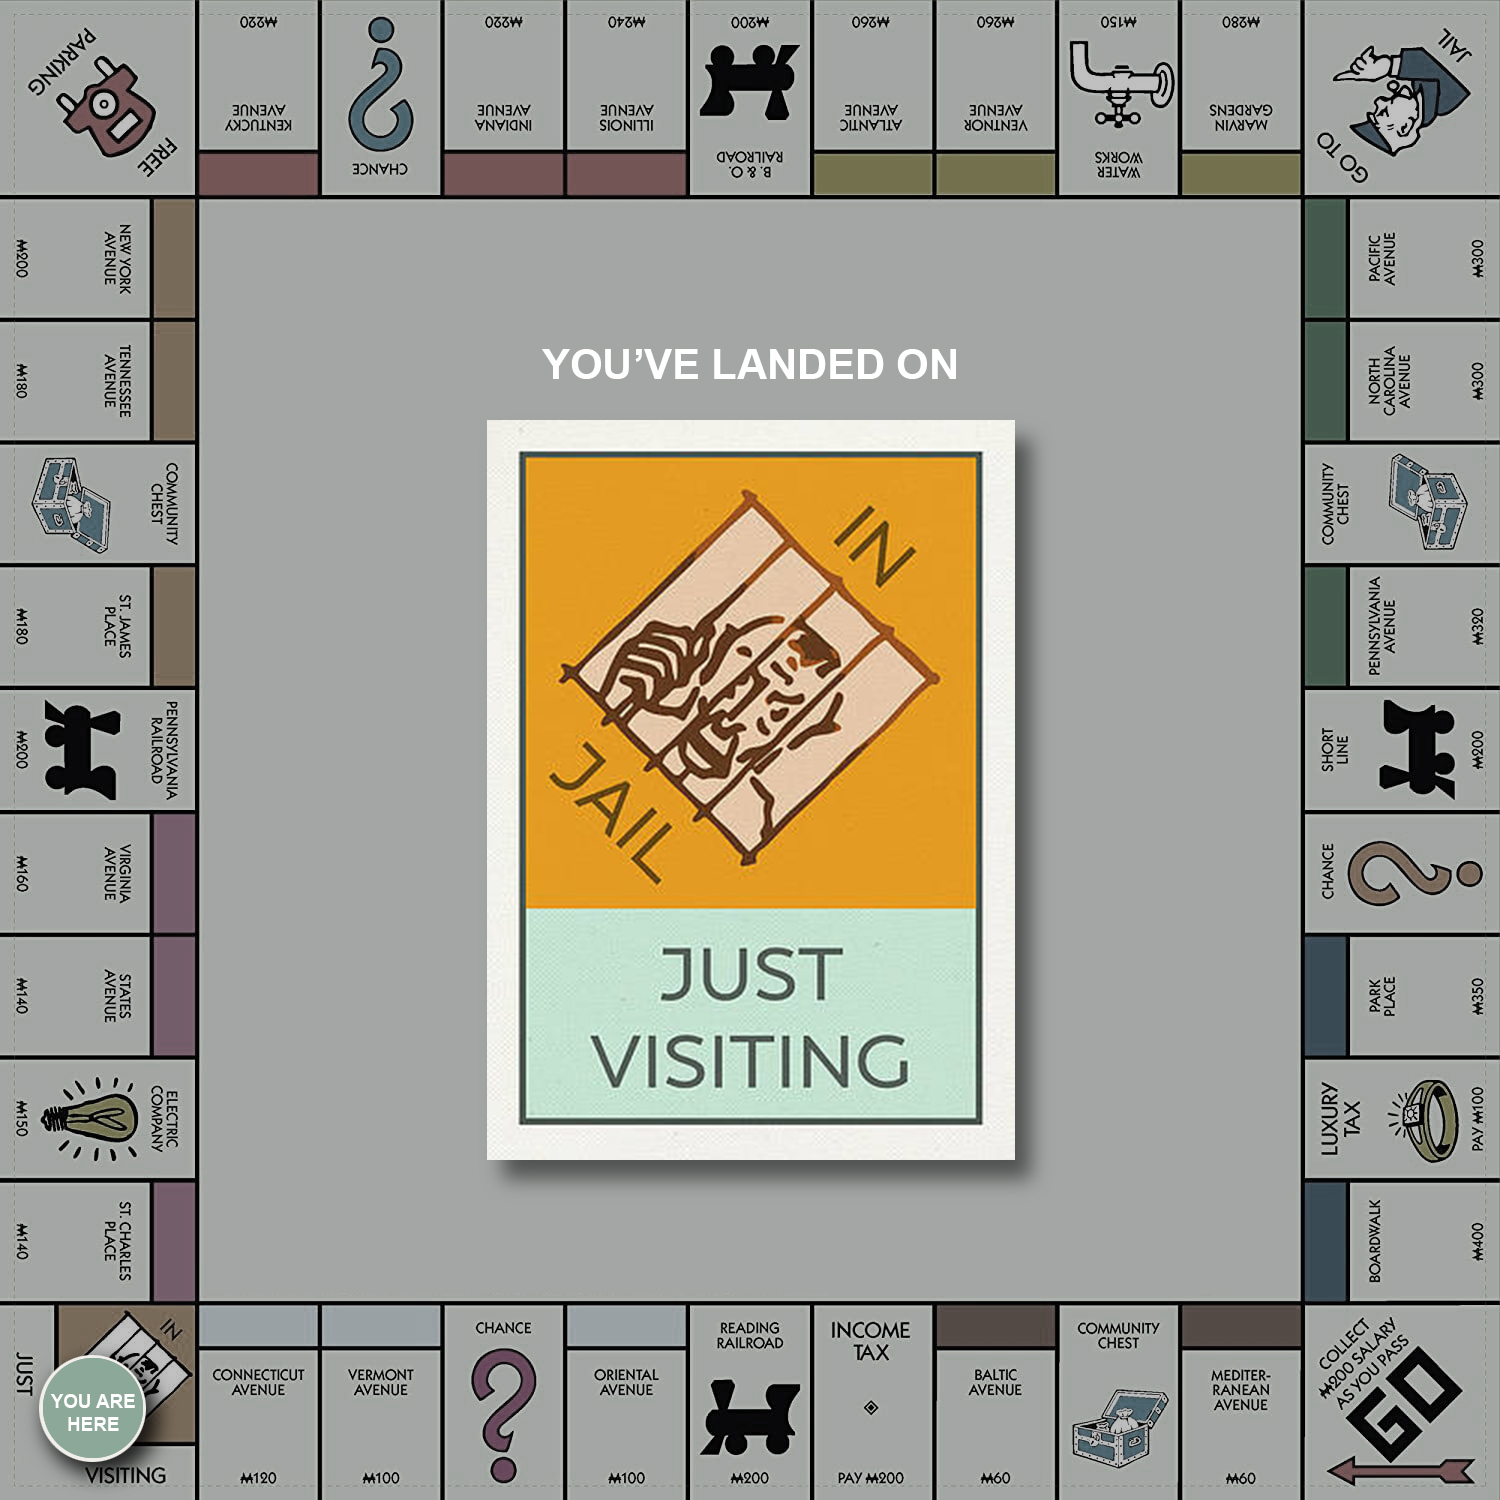 FREE
PARKING
₩220
KENTUCKY
AVENUE
CHANCE
₩220
INDIANA
AVENUE
₩240
ILLINOIS
AVENUE
₩200
B. & O.
RAILROAD
₩260
ATLANTIC
AVENUE
₩260
VENTNOR
AVENUE
₩150
WATER
WORKS
₩280
MARVIN
GARDENS
GO TO
JAIL
NEW YORK
AVENUE
₩200
TENNESSEE
AVENUE
₩180
COMMUNITY
CHEST
ST. JAMES
PLACE
₩180
PENNSYLVANIA
RAILROAD
₩200
VIRGINIA
AVENUE
₩160
STATES
AVENUE
₩140
ELECTRIC
COMPANY
₩150
ST. CHARLES
PLACE
₩140
YOU’VE LANDED ON
IN
JAIL
JUST
VISITING
PACIFIC
AVENUE
₩300
NORTH
CAROLINA
AVENUE
₩300
COMMUNITY
CHEST
PENNSYLVANIA
AVENUE
₩320
SHORT
LINE
₩200
CHANCE
PARK
PLACE
₩350
LUXURY
TAX
PAY ₩100
BOARDWALK
₩400
IN
JUST
VISITING
YOU ARE
HERE
CONNECTICUT
AVENUE
₩120
VERMONT
AVENUE
₩100
CHANCE
ORIENTAL
AVENUE
₩100
READING
RAILROAD
₩200
INCOME
TAX
PAY ₩200
BALTIC
AVENUE
₩60
COMMUNITY
CHEST
MEDITER-
RANEAN
AVENUE
₩60
COLLECT
₩200 SALARY
AS YOU PASS
GO